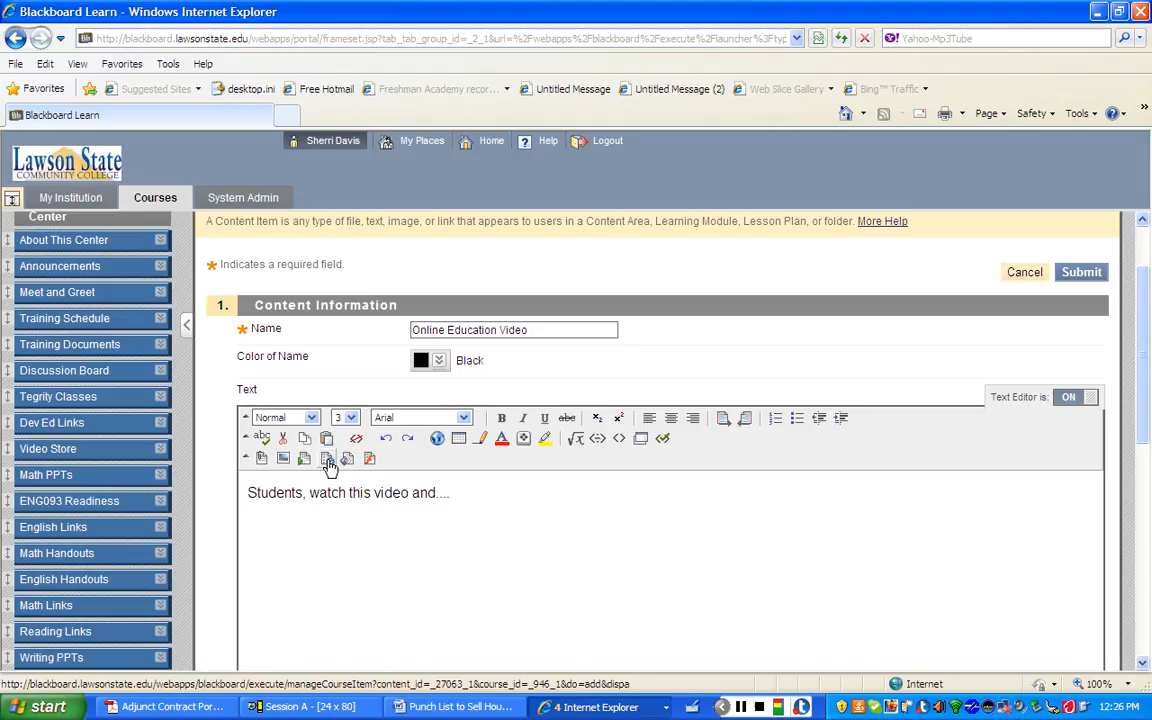 Blackboard Learn - Windows Internet Explorer
http://blackboard.lawsonstate.edu/webapps/portal/frameset.jsp?tab_tab_group_id=_2_1&url=%2Fwebapps%2Fblackboard%2Fexecute%2Flauncher%3Ftyp
Yahoo-Mp3Tube
File Edit View Favorites Tools Help
Favorites Suggested Sites desktop.ini Free Hotmail Freshman Academy recor... Untitled Message Untitled Message (2) Web Slice Gallery Bing™ Traffic
Blackboard Learn
Page Safety Tools
Sherri Davis My Places Home Help Logout
Lawson State
COMMUNITY COLLEGE
My Institution Courses System Admin
Center
About This Center
Announcements
Meet and Greet
Training Schedule
Training Documents
Discussion Board
Tegrity Classes
Dev Ed Links
Video Store
Math PPTs
ENG093 Readiness
English Links
Math Handouts
English Handouts
Math Links
Reading Links
Writing PPTs
A Content Item is any type of file, text, image, or link that appears to users in a Content Area, Learning Module, Lesson Plan, or folder. More Help
Indicates a required field.
Cancel Submit
1. Content Information
Name Online Education Video
Color of Name Black
Text
Text Editor is: ON
Normal 3 Arial
Students, watch this video and....
http://blackboard.lawsonstate.edu/webapps/blackboard/execute/manageCourseItem?content_id=_27063_1&course_id=_946_1&do=add&dispa
Internet 100%
start Adjunct Contract Por... Session A - [24 x 80] Punch List to Sell Hou... 4 Internet Explorer 12:26 PM